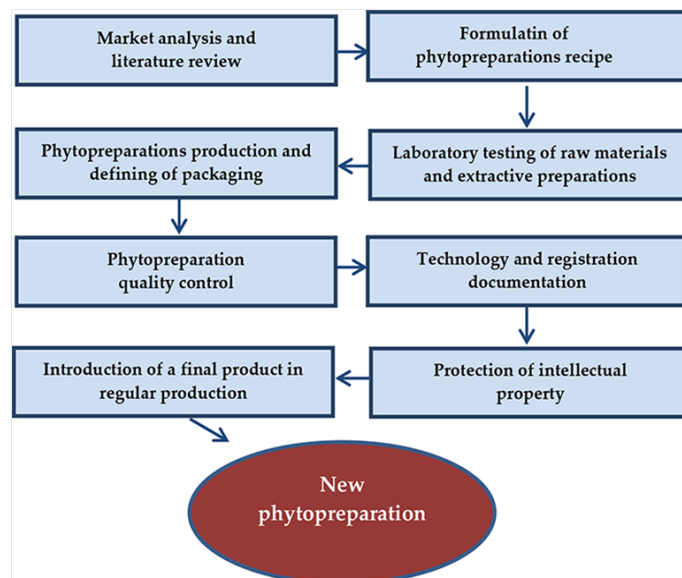 Market analysis and
literature review
Formulatin of
phytopreparations recipe
Laboratory testing of raw materials
and extractive preparations
Phytopreparations production and
defining of packaging
Phytopreparation
quality control
Technology and registration
documentation
Protection of intellectual
property
Introduction of a final product in
regular production
New
phytopreparation